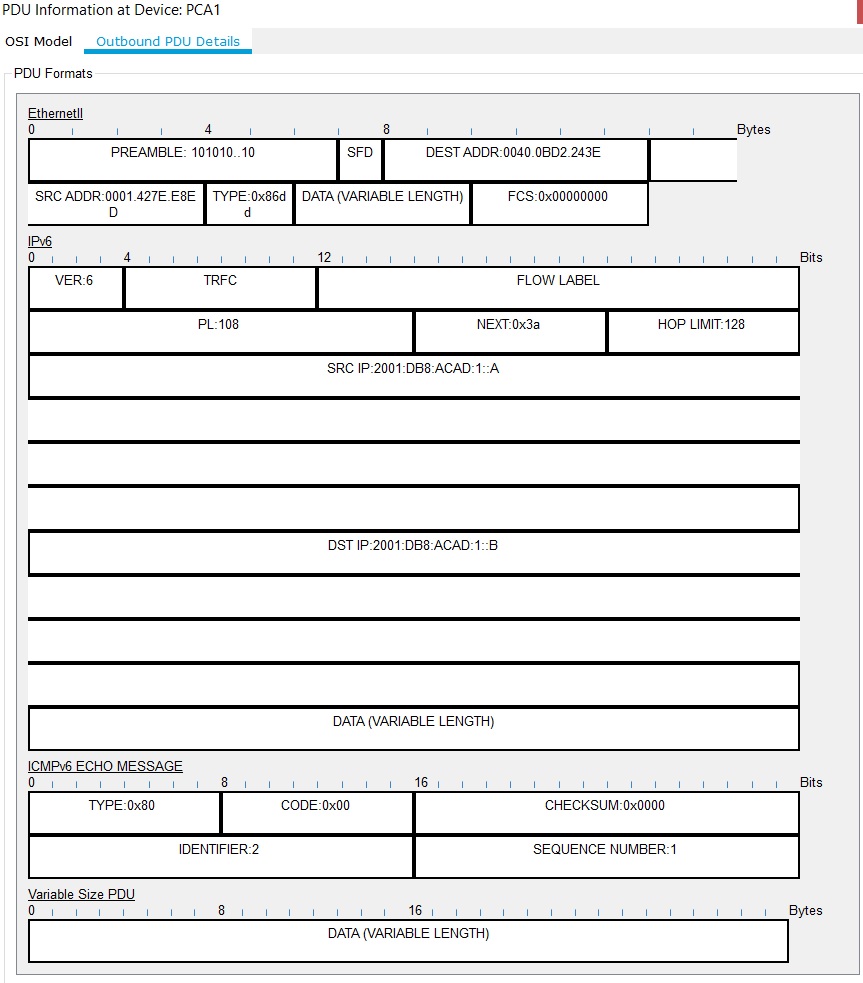 PDU Information at Device: PCA1
OSI Model Outbound PDU Details
PDU Formats
EthernetII
0 4 8 Bytes
PREAMBLE: 101010..10 SFD DEST ADDR:0040.0BD2.243E
SRC ADDR:0001.427E.E8E TYPE:0x86d DATA (VARIABLE LENGTH) FCS:0x00000000
D d
IPv6
0 4 12 Bits
VER:6 TRFC FLOW LABEL
PL:108 NEXT:0x3a HOP LIMIT:128
SRC IP:2001:DB8:ACAD:1::A
DST IP:2001:DB8:ACAD:1::B
DATA (VARIABLE LENGTH)
ICMPv6 ECHO MESSAGE
0 8 16 Bits
TYPE:0x80 CODE:0x00 CHECKSUM:0x0000
IDENTIFIER:2 SEQUENCE NUMBER:1
Variable Size PDU
0 8 16 Bytes
DATA (VARIABLE LENGTH)